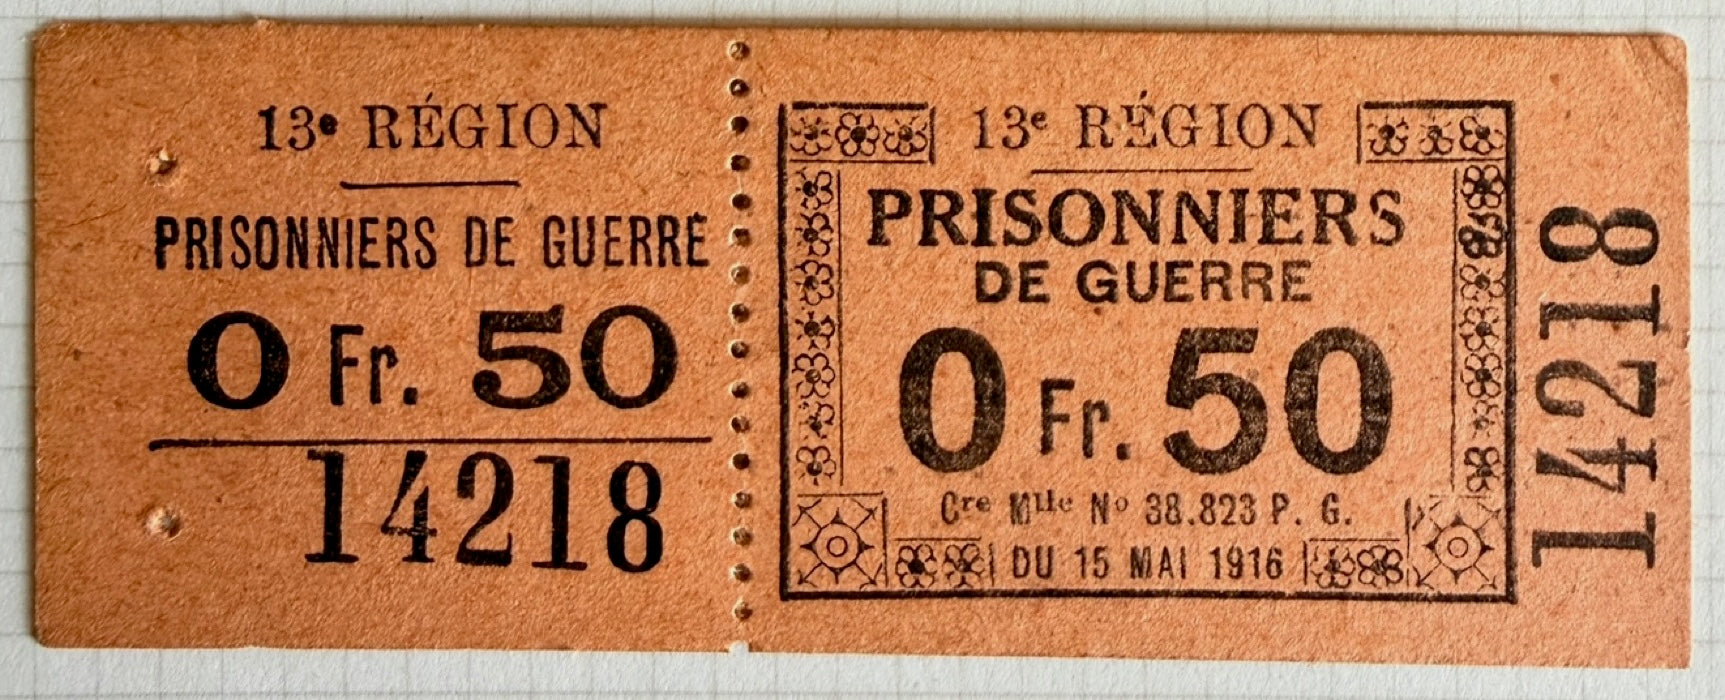 13e RÉGION
PRISONNIERS DE GUERRE
0 Fr. 50
14218
13e RÉGION
PRISONNIERS
DE GUERRE
0 Fr. 50
Cre Mlle No 38.823 P. G.
DU 15 MAI 1916
14218